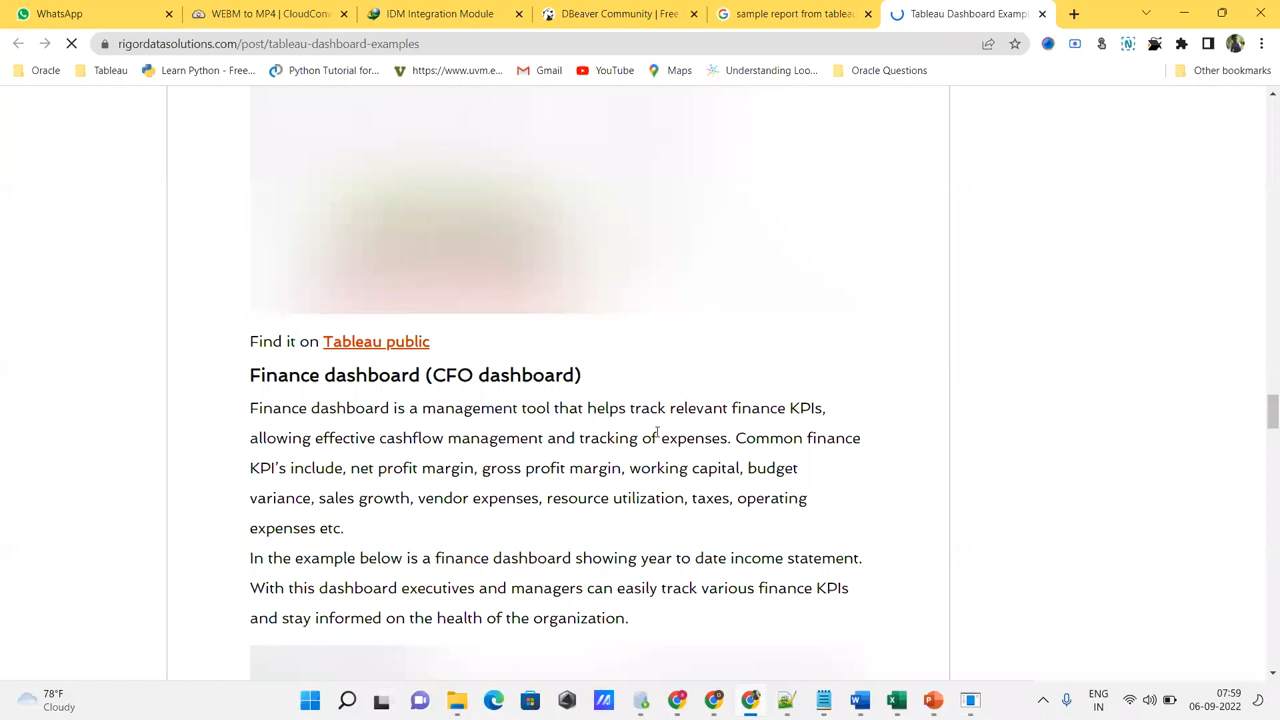 WhatsApp
WEBM to MP4 | CloudConv
IDM Integration Module
DBeaver Community | Free
sample report from tableau
Tableau Dashboard Exampl
rigordatasolutions.com/post/tableau-dashboard-examples
Oracle
Tableau
Learn Python - Free...
Python Tutorial for...
https://www.uvm.e...
Gmail
YouTube
Maps
Understanding Loo...
Oracle Questions
Other bookmarks
Find it on Tableau public
Finance dashboard (CFO dashboard)
Finance dashboard is a management tool that helps track relevant finance KPIs,
allowing effective cashflow management and tracking of expenses. Common finance
KPI's include, net profit margin, gross profit margin, working capital, budget
variance, sales growth, vendor expenses, resource utilization, taxes, operating
expenses etc.
In the example below is a finance dashboard showing year to date income statement.
With this dashboard executives and managers can easily track various finance KPIs
and stay informed on the health of the organization.
78°F
Cloudy
ENG
IN
07:59
06-09-2022